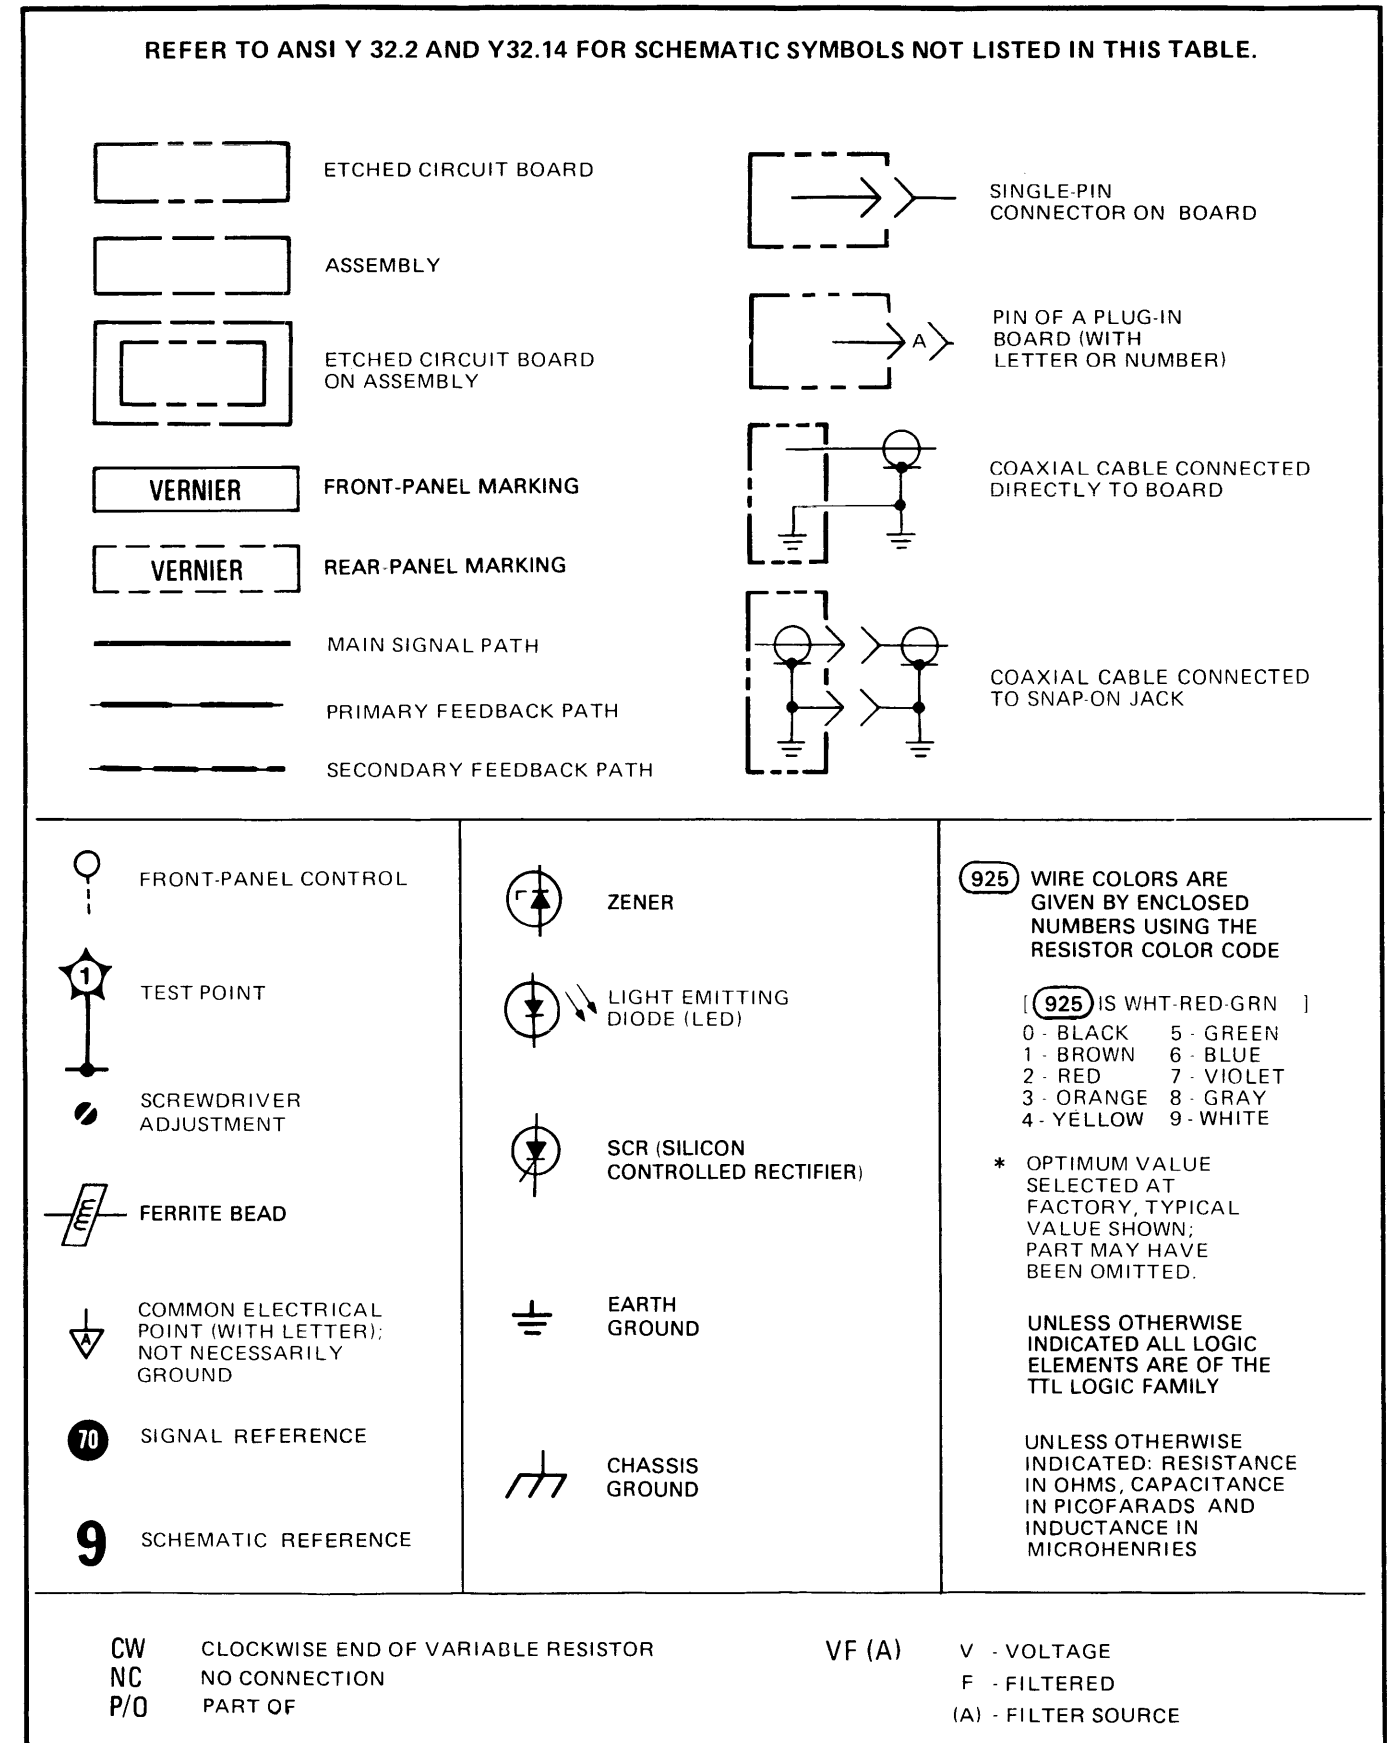 REFER TO ANSI Y 32.2 AND Y32.14 FOR SCHEMATIC SYMBOLS NOT LISTED IN THIS TABLE.
ETCHED CIRCUIT BOARD
ASSEMBLY
ETCHED CIRCUIT BOARD
ON ASSEMBLY
VERNIER FRONT-PANEL MARKING
VERNIER REAR-PANEL MARKING
MAIN SIGNAL PATH
PRIMARY FEEDBACK PATH
SECONDARY FEEDBACK PATH
SINGLE-PIN
CONNECTOR ON BOARD
A
PIN OF A PLUG-IN
BOARD (WITH
LETTER OR NUMBER)
COAXIAL CABLE CONNECTED
DIRECTLY TO BOARD
COAXIAL CABLE CONNECTED
TO SNAP-ON JACK
FRONT-PANEL CONTROL
1
TEST POINT
SCREWDRIVER
ADJUSTMENT
FERRITE BEAD
COMMON ELECTRICAL
POINT (WITH LETTER);
NOT NECESSARILY
GROUND
A
70 SIGNAL REFERENCE
9 SCHEMATIC REFERENCE
ZENER
LIGHT EMITTING
DIODE (LED)
SCR (SILICON
CONTROLLED RECTIFIER)
EARTH
GROUND
CHASSIS
GROUND
925 WIRE COLORS ARE
GIVEN BY ENCLOSED
NUMBERS USING THE
RESISTOR COLOR CODE
[ 925 IS WHT-RED-GRN ]
0 - BLACK 5 - GREEN
1 - BROWN 6 - BLUE
2 - RED 7 - VIOLET
3 - ORANGE 8 - GRAY
4 - YELLOW 9 - WHITE
* OPTIMUM VALUE
SELECTED AT
FACTORY, TYPICAL
VALUE SHOWN;
PART MAY HAVE
BEEN OMITTED.
UNLESS OTHERWISE
INDICATED ALL LOGIC
ELEMENTS ARE OF THE
TTL LOGIC FAMILY
UNLESS OTHERWISE
INDICATED: RESISTANCE
IN OHMS, CAPACITANCE
IN PICOFARADS AND
INDUCTANCE IN
MICROHENRIES
CW CLOCKWISE END OF VARIABLE RESISTOR
NC NO CONNECTION
P/O PART OF
VF (A) V - VOLTAGE
F - FILTERED
(A) - FILTER SOURCE